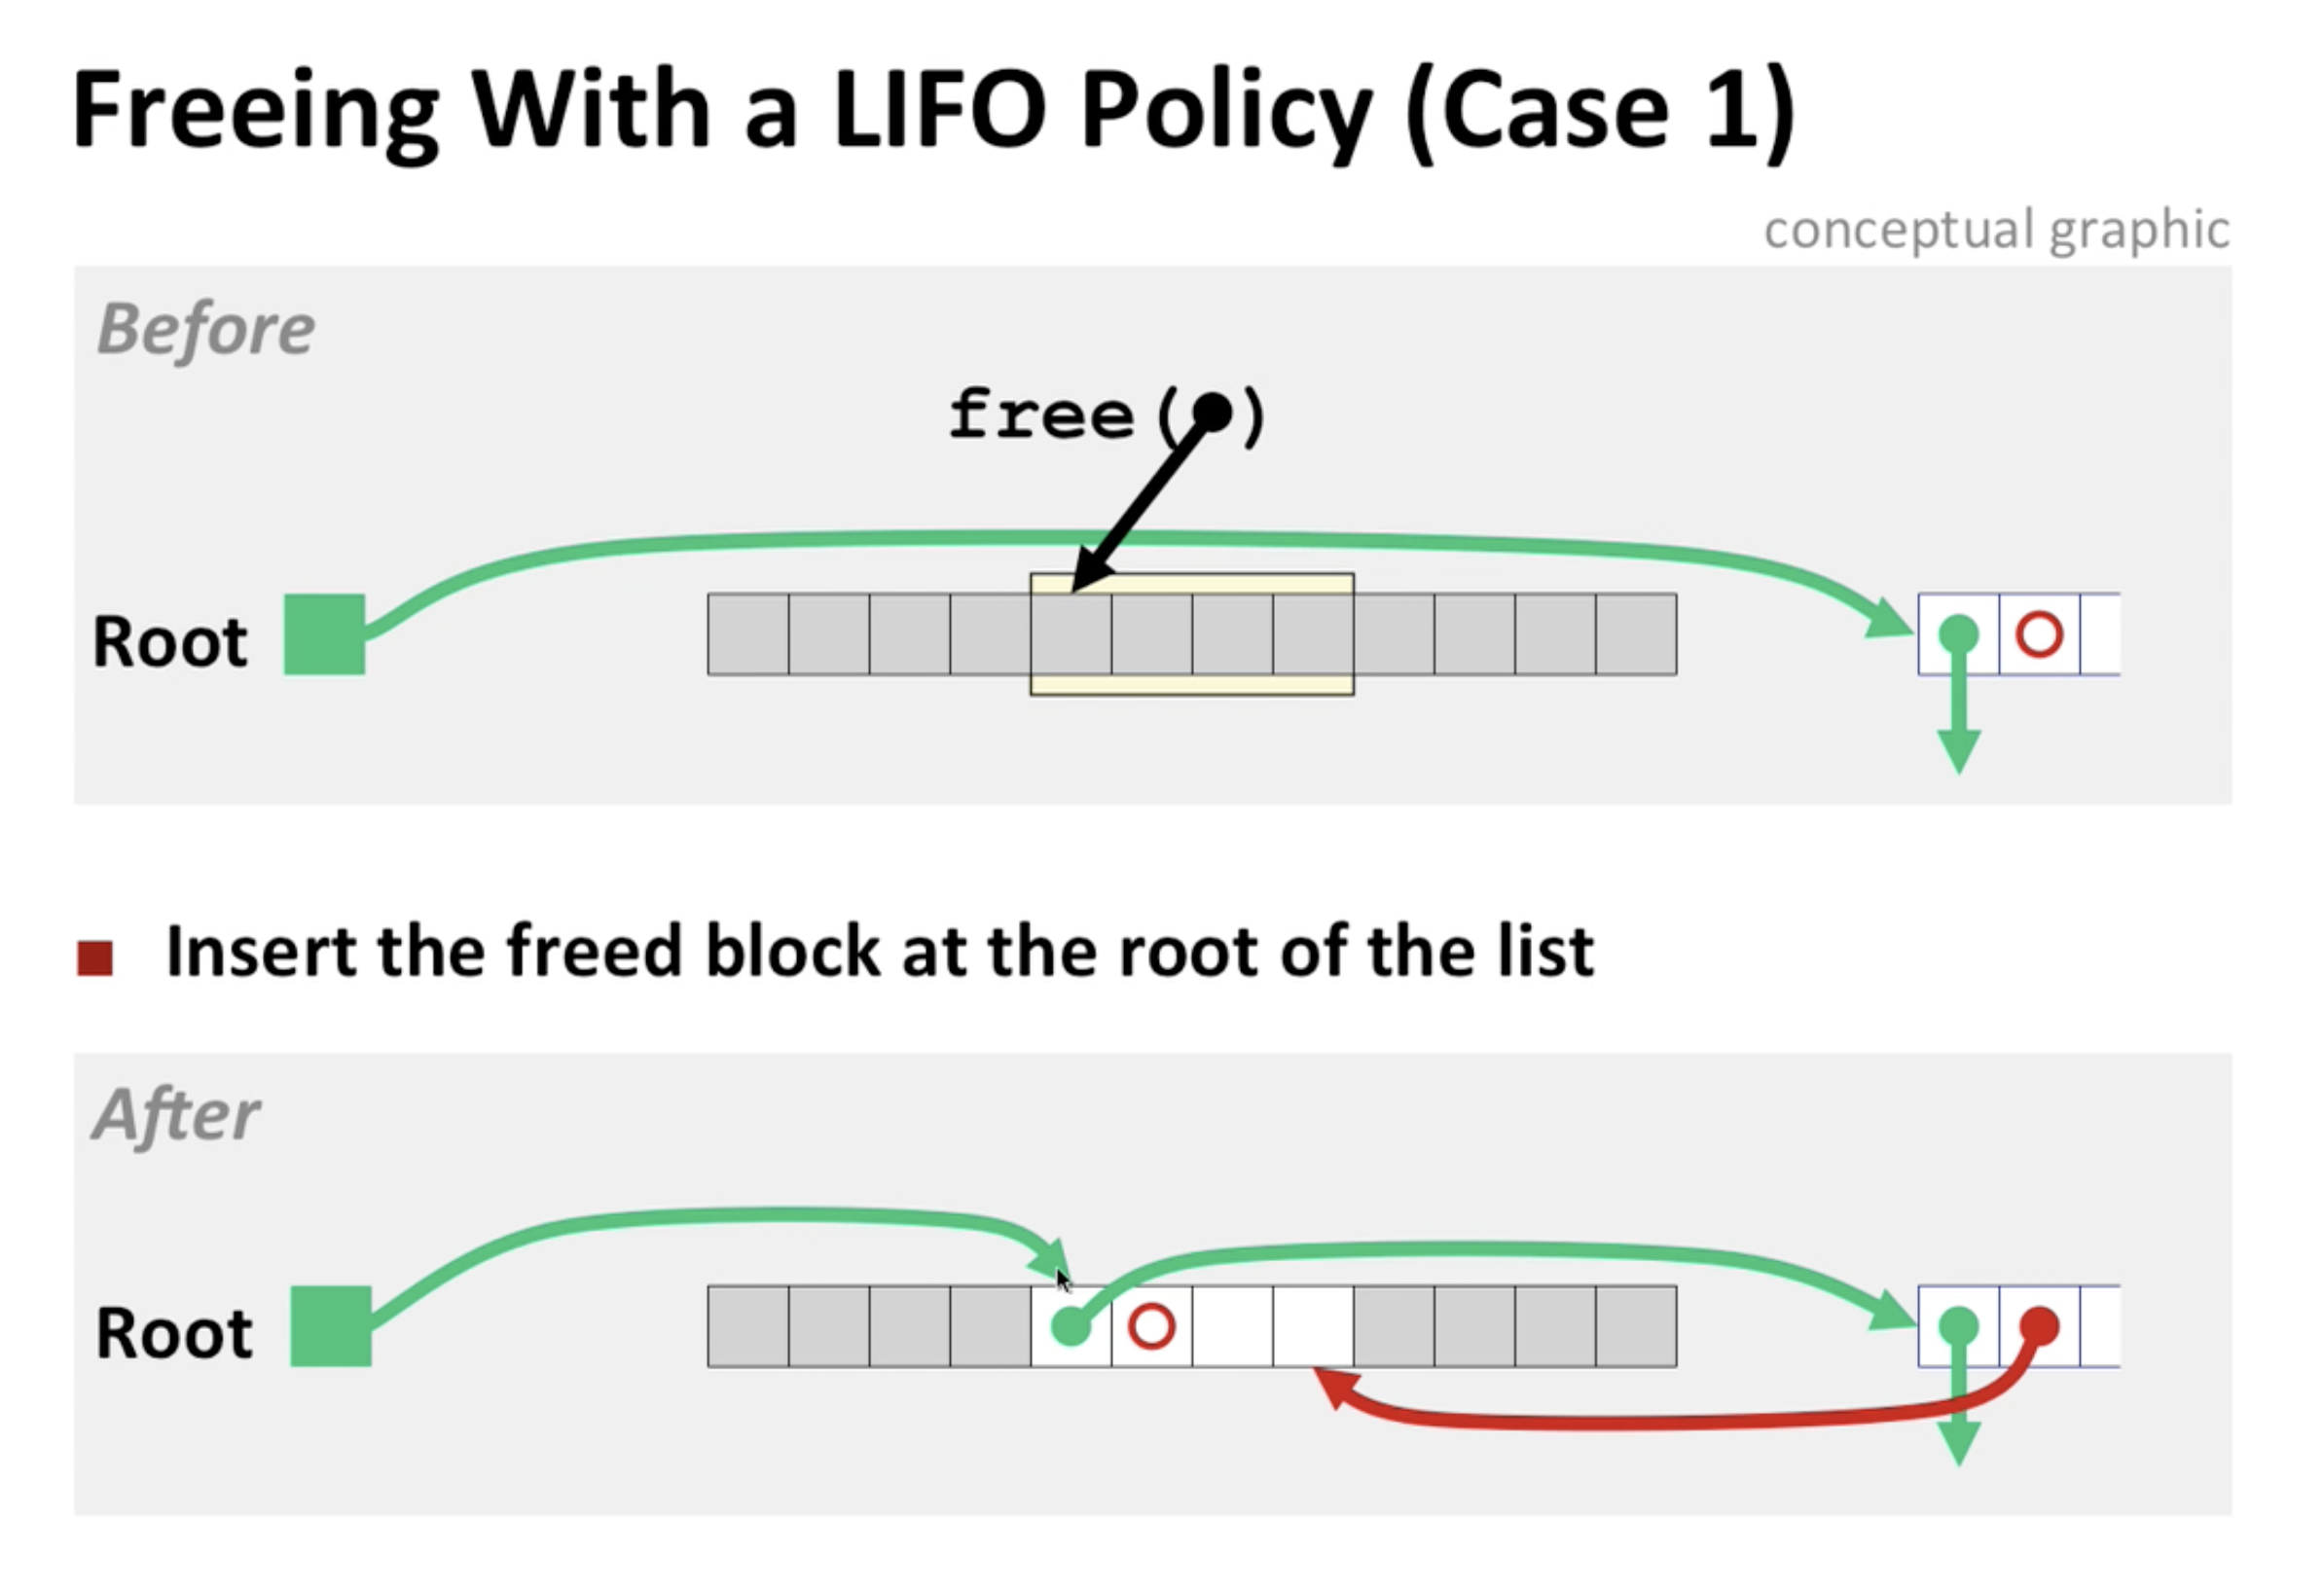 Freeing With a LIFO Policy (Case 1)
conceptual graphic
Before
free( )
Root
Insert the freed block at the root of the list
After
Root